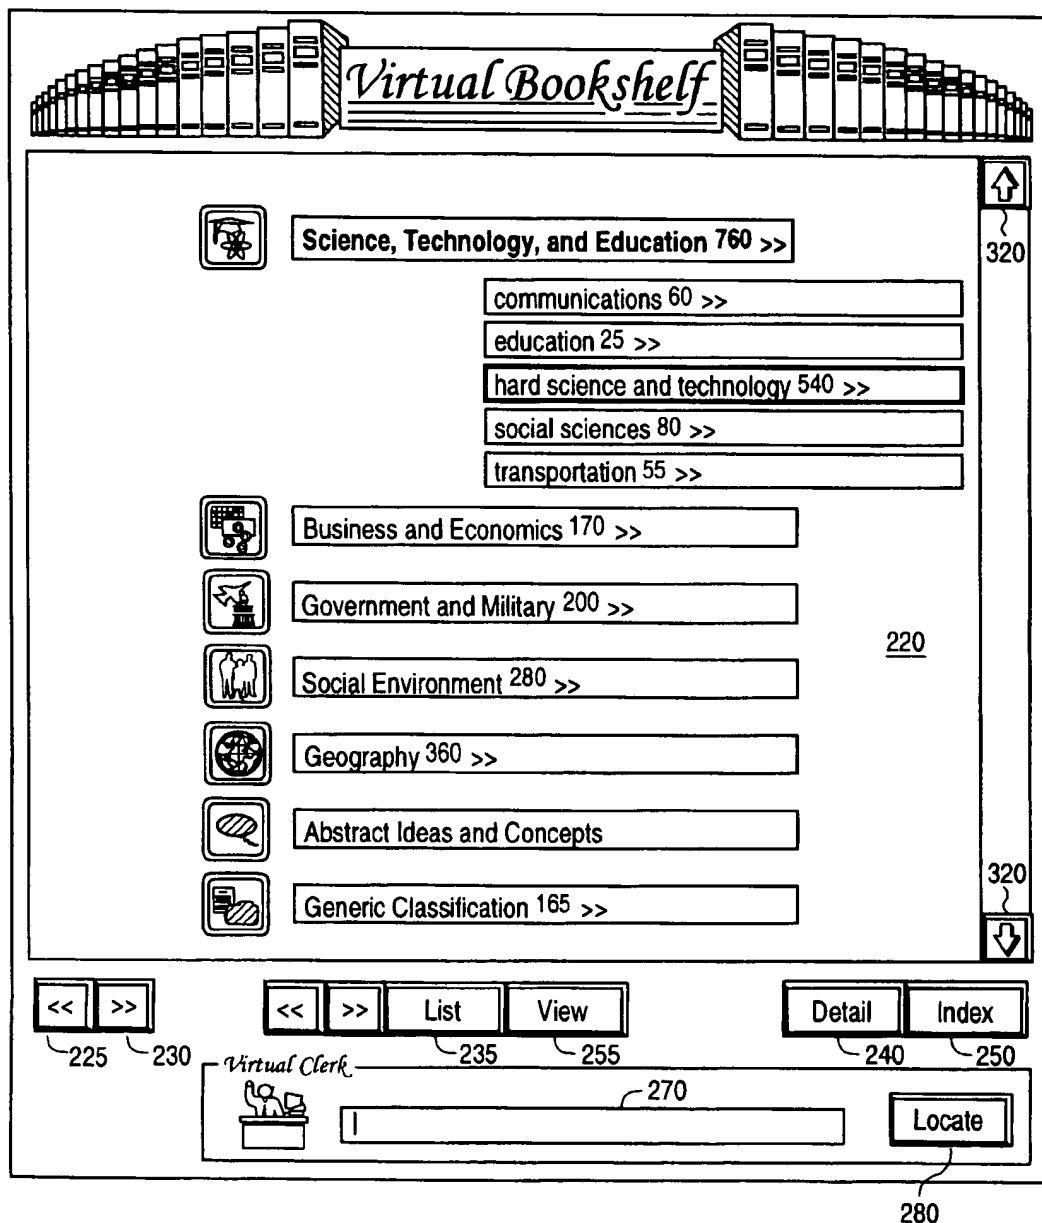 Virtual Bookshelf
Science, Technology, and Education 760 >>
320
communications 60 >>
education 25 >>
hard science and technology 540 >>
social sciences 80 >>
transportation 55 >>
Business and Economics 170 >>
Government and Military 200 >>
220
Social Environment 280 >>
Geography 360 >>
Abstract Ideas and Concepts
320
Generic Classification 165 >>
<< >> << >> List View Detail Index
225 230 235 255 240 250
Virtual Clerk
270
Locate
280